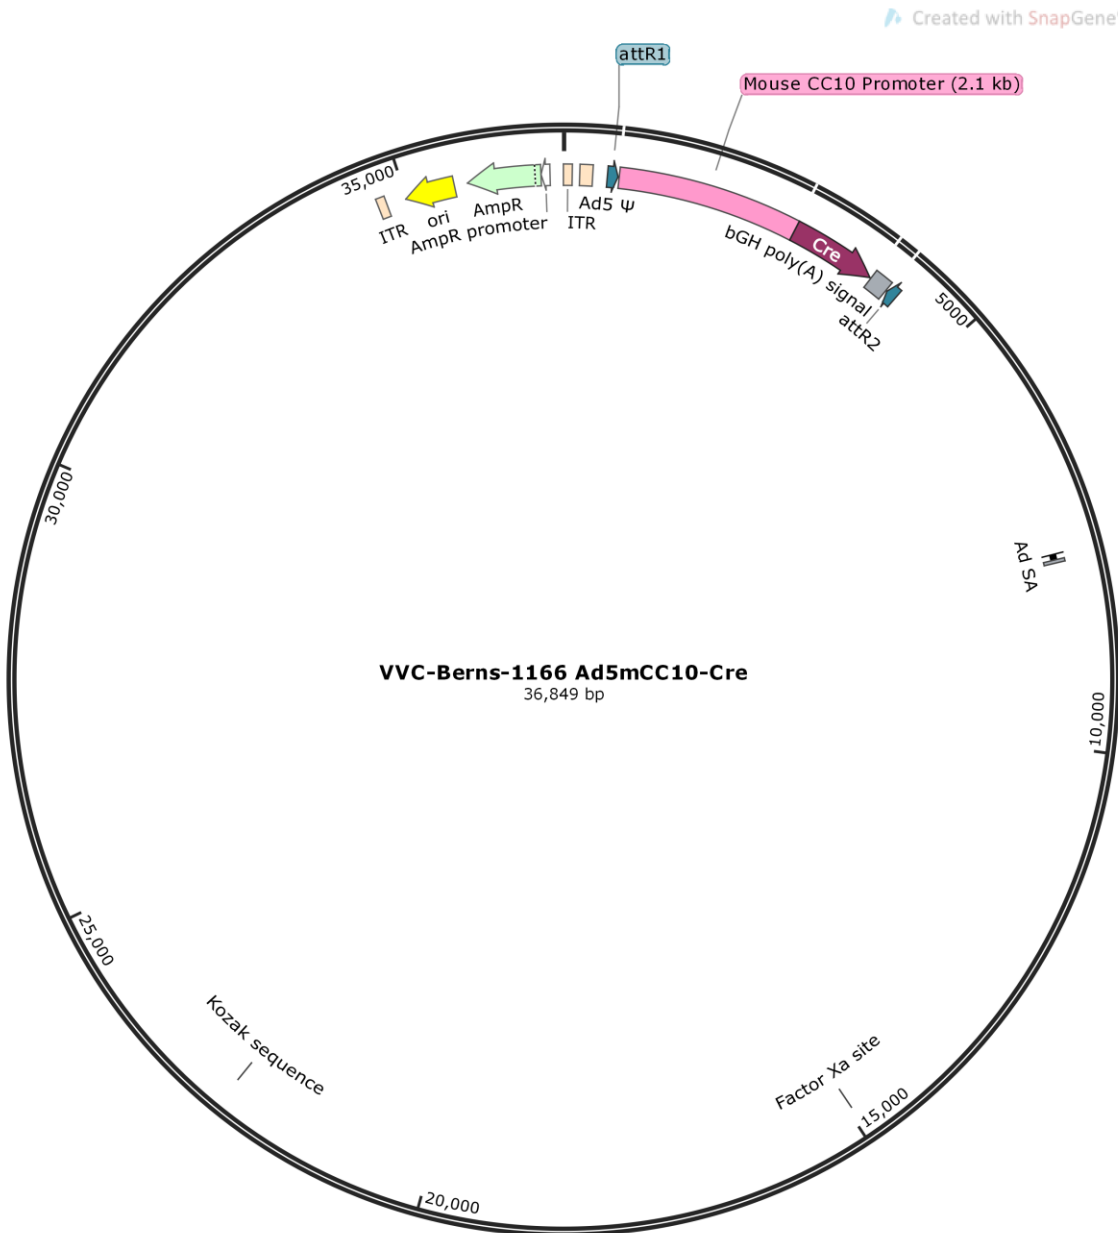 Created with SnapGene
attR1
Mouse CC10 Promoter (2.1 kb)
35,000
ITR
ori
AmpR
AmpR promoter
ITR
Ad5 Ψ
Cre
bGH poly(A) signal
attR2
5000
30,000
Ad SA
VVC-Berns-1166 Ad5mCC10-Cre
36,849 bp
10,000
25,000
Kozak sequence
Factor Xa site
15,000
20,000